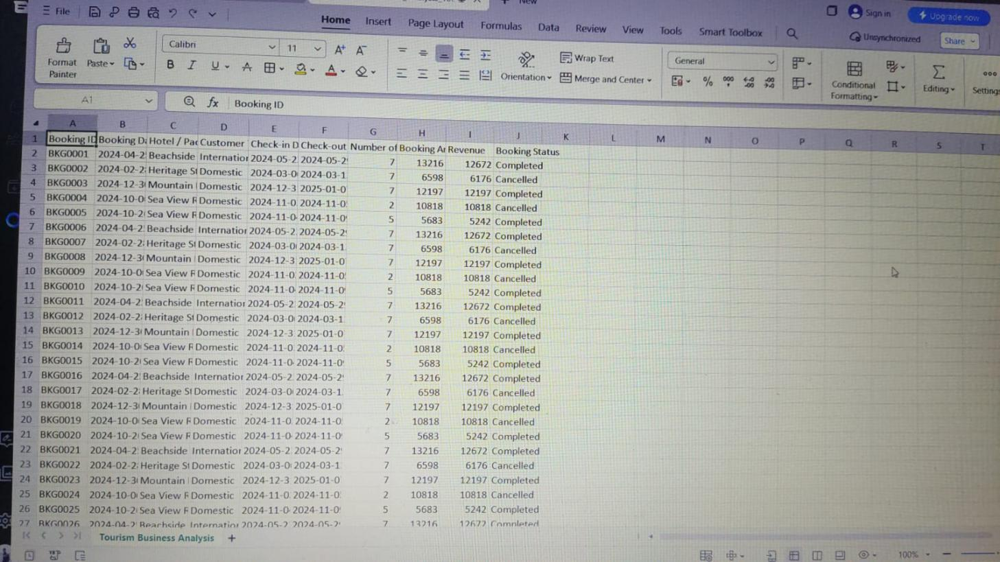 File
New
Sign in
Upgrade now
Home Insert Page Layout Formulas Data Review View Tools Smart Toolbox
Unsynchronized
Share
Format Painter
Paste
Calibri 11
A+ A-
B I U A
Orientation
Wrap Text
Merge and Center
General
%
Conditional Formatting
Editing
Settings
A1 fx Booking ID
A B C D E F G H I J K L M N O P Q R S T
1 Booking ID Booking Da Hotel / Pac Customer Check-in D Check-out Number of Booking Ar Revenue Booking Status
2 BKG0001 2024-04-2 Beachside Internation 2024-05-2 2024-05-2 7 13216 12672 Completed
3 BKG0002 2024-02-2 Heritage St Domestic 2024-03-0 2024-03-1 7 6598 6176 Cancelled
4 BKG0003 2024-12-3 Mountain Domestic 2024-12-3 2025-01-0 7 12197 12197 Completed
5 BKG0004 2024-10-0 Sea View F Domestic 2024-11-0 2024-11-0 2 10818 10818 Cancelled
6 BKG0005 2024-10-2 Sea View F Domestic 2024-11-0 2024-11-0 5 5683 5242 Completed
7 BKG0006 2024-04-2 Beachside Internation 2024-05-2 2024-05-2 7 13216 12672 Completed
8 BKG0007 2024-02-2 Heritage St Domestic 2024-03-0 2024-03-1 7 6598 6176 Cancelled
9 BKG0008 2024-12-3 Mountain Domestic 2024-12-3 2025-01-0 7 12197 12197 Completed
10 BKG0009 2024-10-0 Sea View F Domestic 2024-11-0 2024-11-0 2 10818 10818 Cancelled
11 BKG0010 2024-10-2 Sea View F Domestic 2024-11-0 2024-11-0 5 5683 5242 Completed
12 BKG0011 2024-04-2 Beachside Internation 2024-05-2 2024-05-2 7 13216 12672 Completed
13 BKG0012 2024-02-2 Heritage St Domestic 2024-03-0 2024-03-1 7 6598 6176 Cancelled
14 BKG0013 2024-12-3 Mountain Domestic 2024-12-3 2025-01-0 7 12197 12197 Completed
15 BKG0014 2024-10-0 Sea View F Domestic 2024-11-0 2024-11-0 2 10818 10818 Cancelled
16 BKG0015 2024-10-2 Sea View F Domestic 2024-11-0 2024-11-0 5 5683 5242 Completed
17 BKG0016 2024-04-2 Beachside Internation 2024-05-2 2024-05-2 7 13216 12672 Completed
18 BKG0017 2024-02-2 Heritage St Domestic 2024-03-0 2024-03-1 7 6598 6176 Cancelled
19 BKG0018 2024-12-3 Mountain Domestic 2024-12-3 2025-01-0 7 12197 12197 Completed
20 BKG0019 2024-10-0 Sea View F Domestic 2024-11-0 2024-11-0 2 10818 10818 Cancelled
21 BKG0020 2024-10-2 Sea View F Domestic 2024-11-0 2024-11-0 5 5683 5242 Completed
22 BKG0021 2024-04-2 Beachside Internation 2024-05-2 2024-05-2 7 13216 12672 Completed
23 BKG0022 2024-02-2 Heritage St Domestic 2024-03-0 2024-03-1 7 6598 6176 Cancelled
24 BKG0023 2024-12-3 Mountain Domestic 2024-12-3 2025-01-0 7 12197 12197 Completed
25 BKG0024 2024-10-0 Sea View F Domestic 2024-11-0 2024-11-0 2 10818 10818 Cancelled
26 BKG0025 2024-10-2 Sea View F Domestic 2024-11-0 2024-11-0 5 5683 5242 Completed
27 BKG0026 2024-04-2 Beachside Internation 2024-05-2 2024-05-2 7 13216 12672 Completed
Tourism Business Analysis +
100%